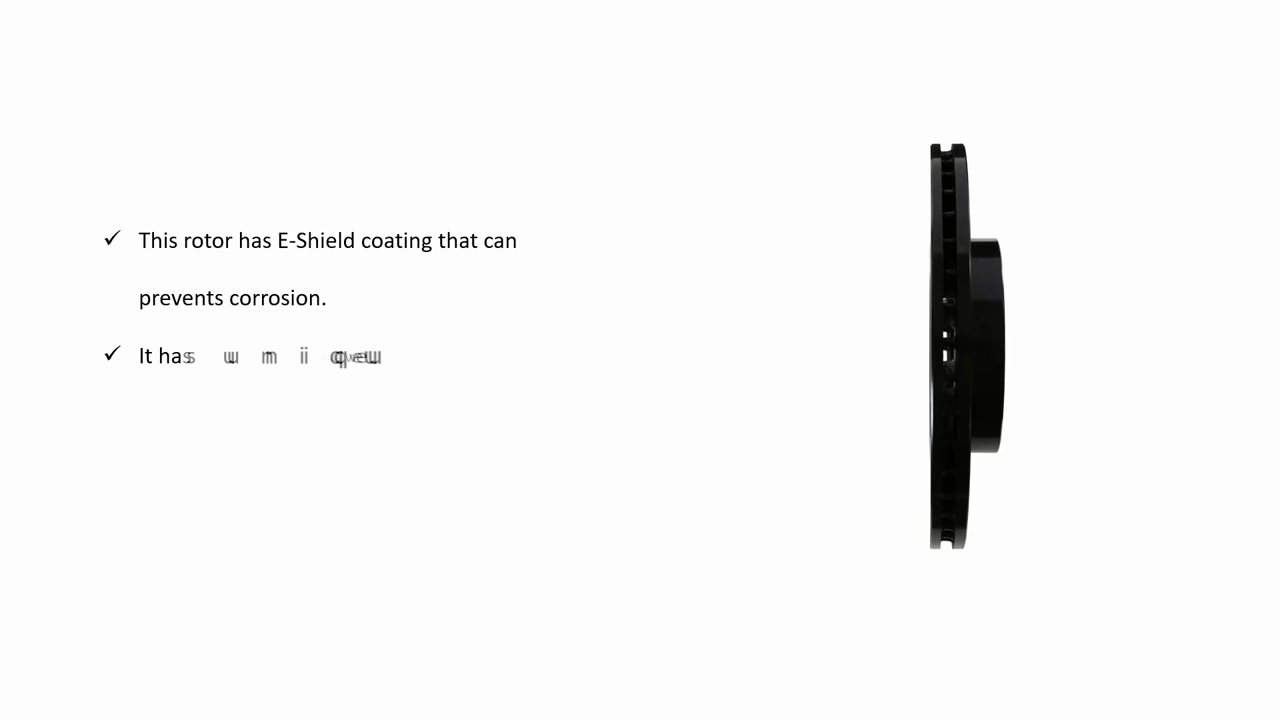 ✓ This rotor has E-Shield coating that can
prevents corrosion.
✓ It has